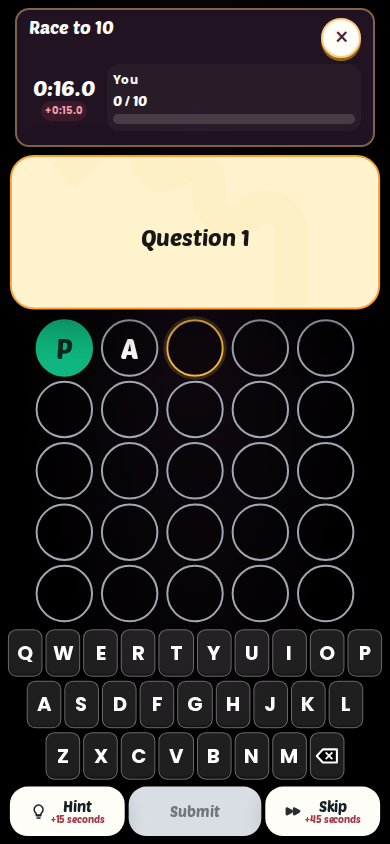 Race to 10
×
0:16.0
+0:15.0
You
0 / 10
Question 1
P A
Q W E R T Y U I O P
A S D F G H J K L
Z X C V B N M
Hint
+15 seconds
Submit
Skip
+45 seconds